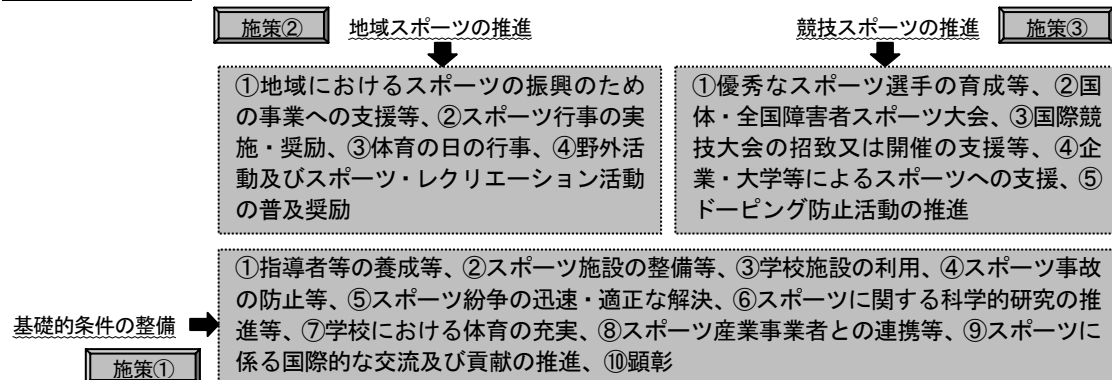 施策② 地域スポーツの推進
①地域におけるスポーツの振興のため
の事業への支援等、②スポーツ行事の実
施・奨励、③体育の日の行事、④野外活
動及びスポーツ・レクリエーション活動
の普及奨励
競技スポーツの推進 施策③
①優秀なスポーツ選手の育成等、②国
体・全国障害者スポーツ大会、③国際競
技大会の招致又は開催の支援等、④企
業・大学等によるスポーツへの支援、⑤
ドーピング防止活動の推進
①指導者等の養成等、②スポーツ施設の整備等、③学校施設の利用、④スポーツ事故
の防止等、⑤スポーツ紛争の迅速・適正な解決、⑥スポーツに関する科学的研究の推
進等、⑦学校における体育の充実、⑧スポーツ産業事業者との連携等、⑨スポーツに
係る国際的な交流及び貢献の推進、⑩顕彰
基礎的条件の整備
施策①